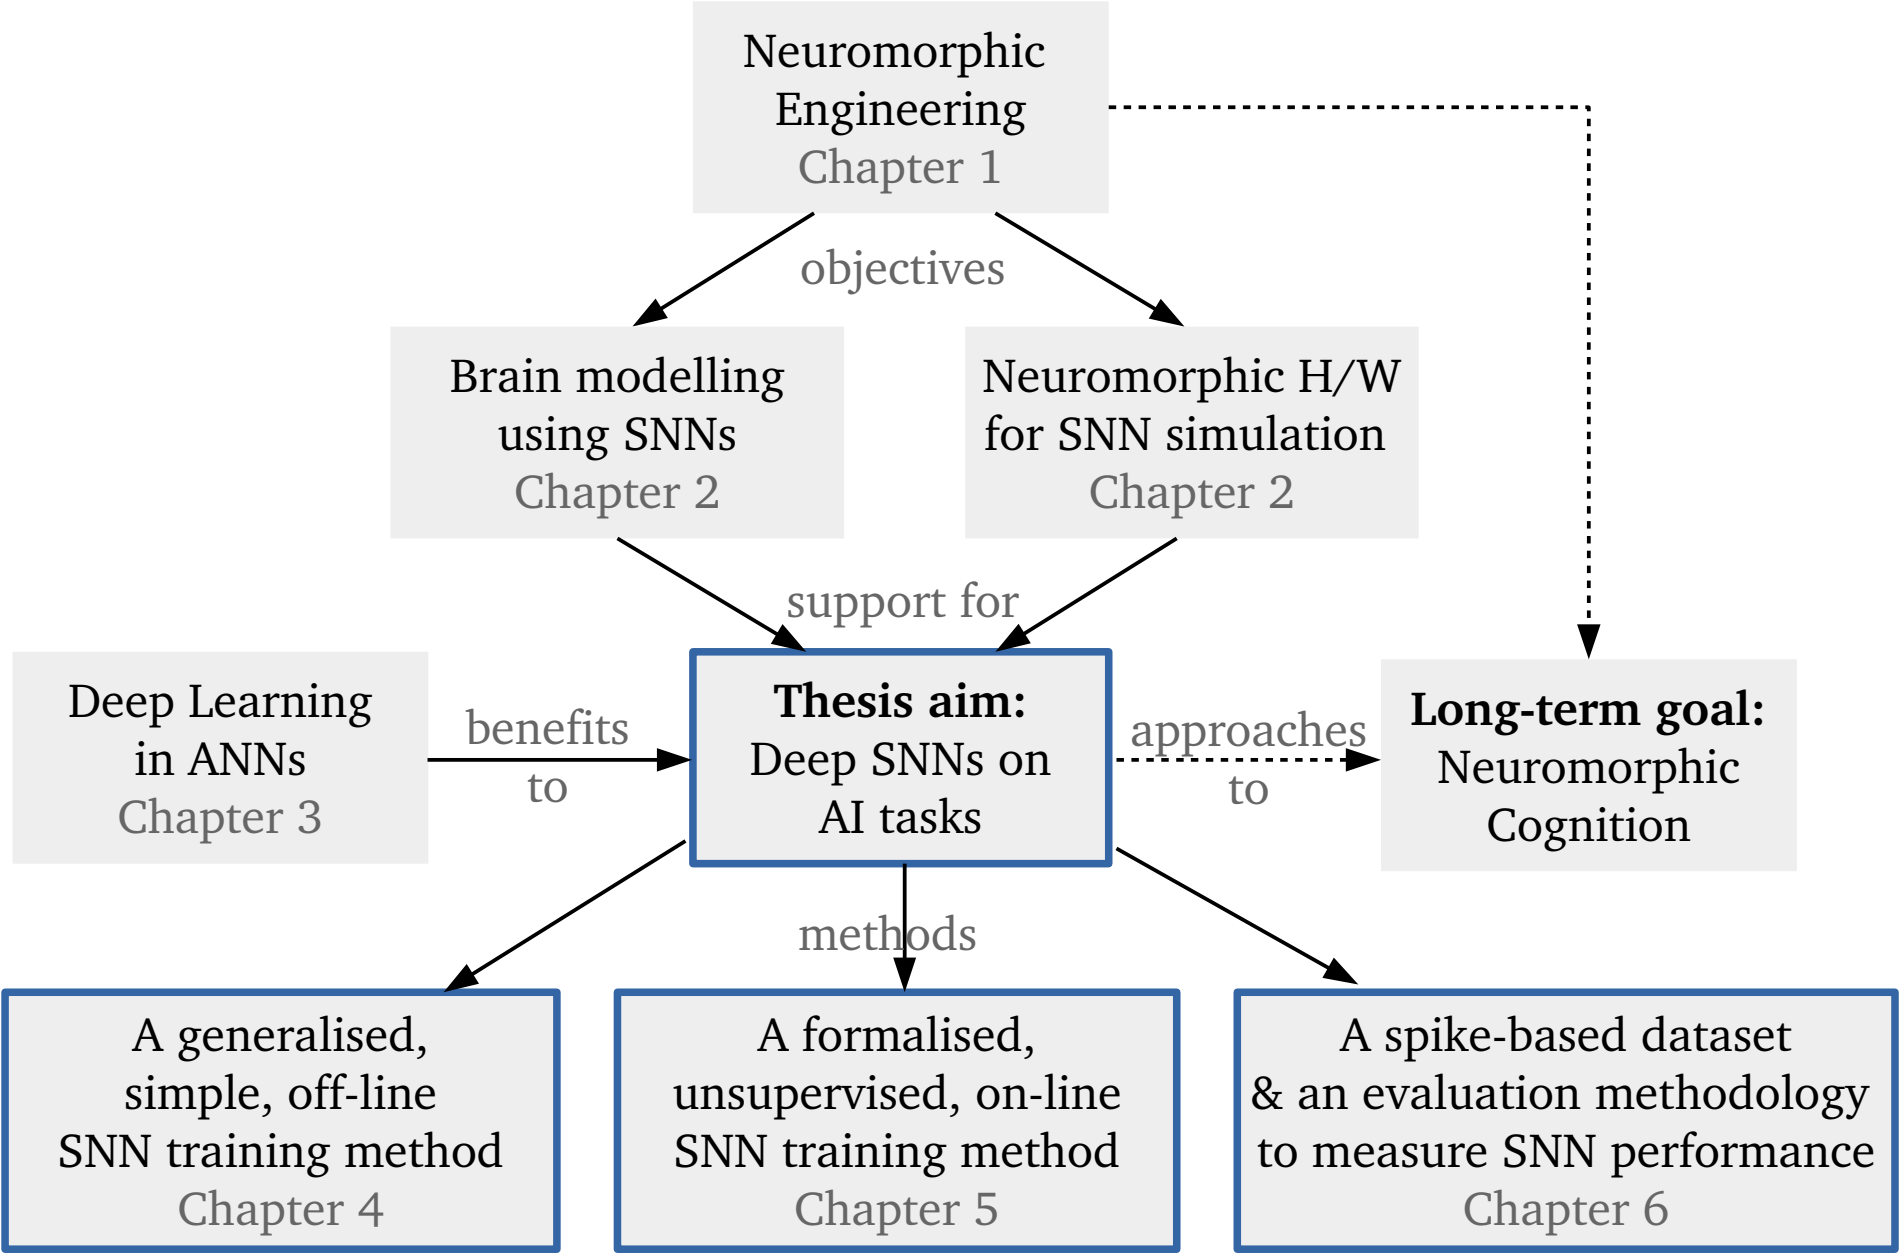 Neuromorphic
Engineering
Chapter 1
objectives
Brain modelling
using SNNs
Chapter 2
Neuromorphic H/W
for SNN simulation
Chapter 2
support for
Deep Learning
in ANNs
Chapter 3
benefits
to
Thesis aim:
Deep SNNs on
AI tasks
approaches
to
Long-term goal:
Neuromorphic
Cognition
methods
A generalised,
simple, off-line
SNN training method
Chapter 4
A formalised,
unsupervised, on-line
SNN training method
Chapter 5
A spike-based dataset
& an evaluation methodology
to measure SNN performance
Chapter 6